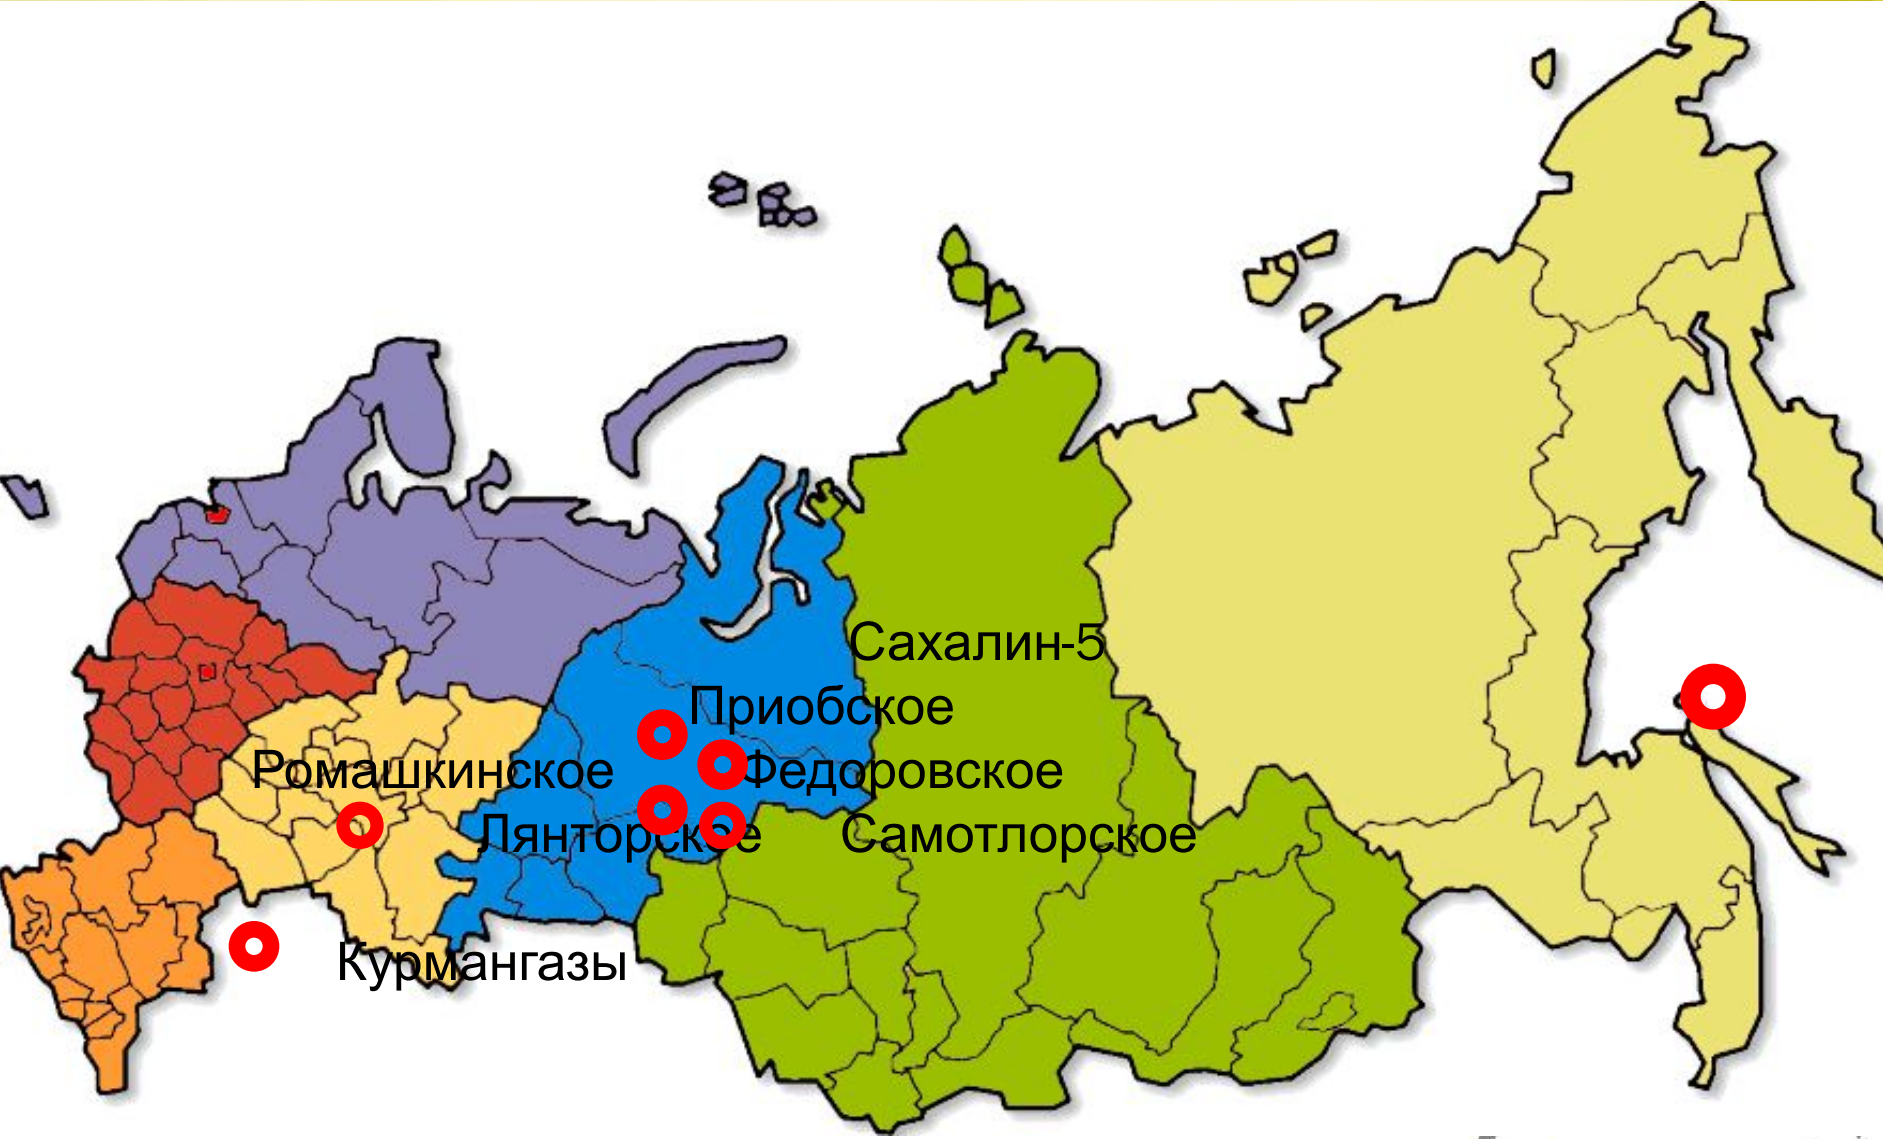 Сахалин-5
Приобское
Ромашкинское Федоровское
Лянторское Самотлорское
Курмангазы